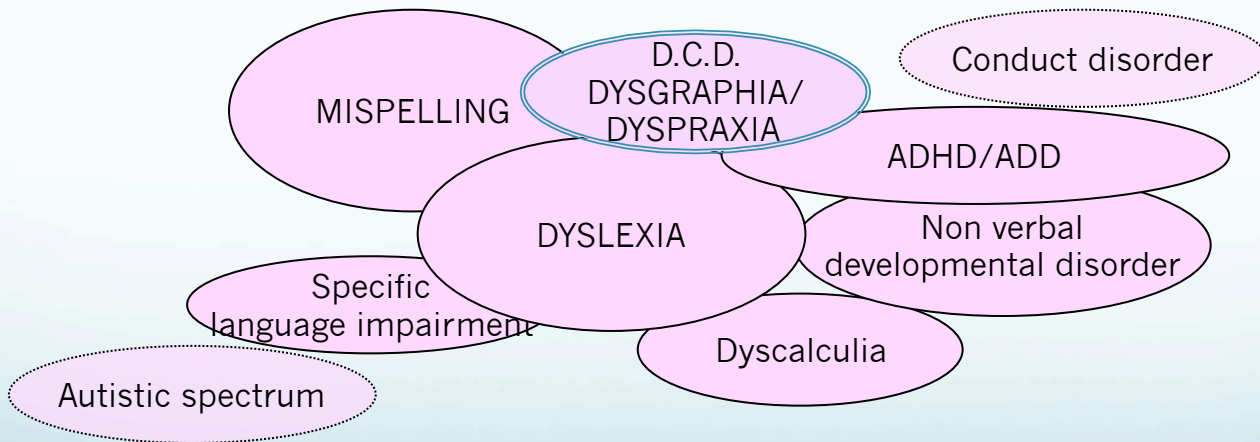 D.C.D.
DYSGRAPHIA/
DYSPRAXIA
Conduct disorder
MISPELLING
ADHD/ADD
DYSLEXIA
Non verbal
developmental disorder
Specific
language impairment
Dyscalculia
Autistic spectrum